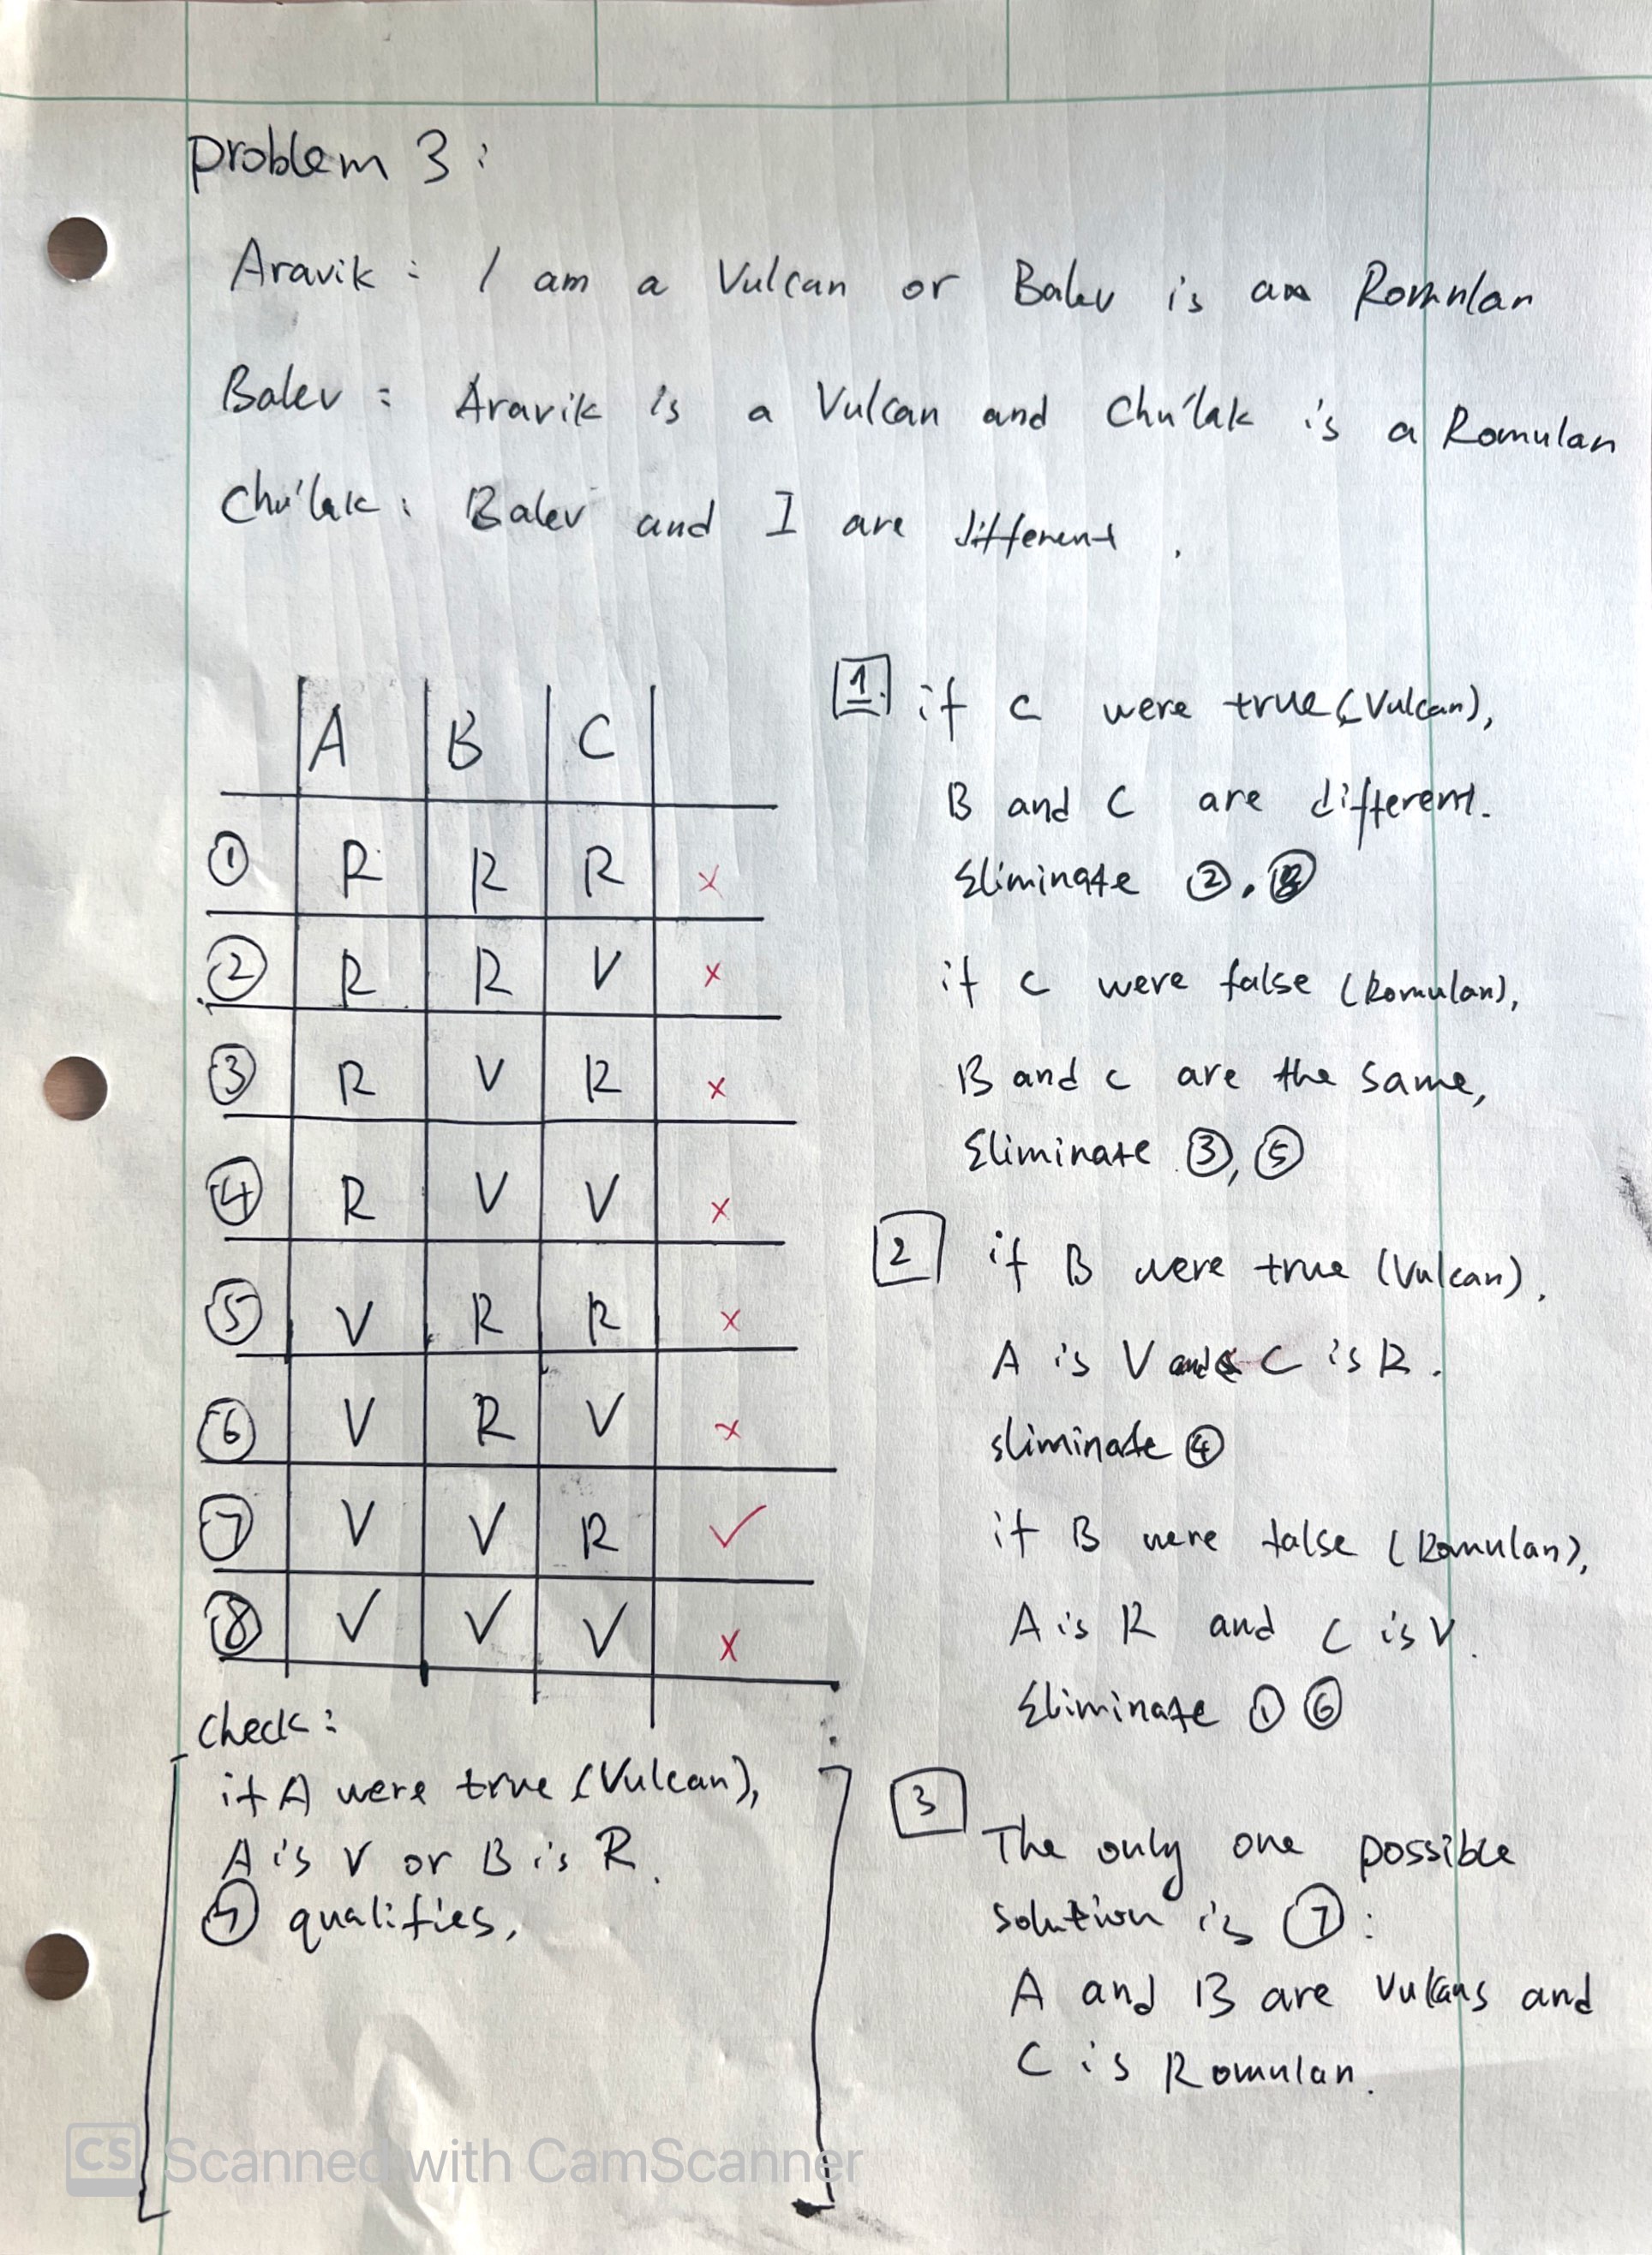 Problem 3:
Aravik: I am a Vulcan or Balev is a Romulan
Balev: Aravik is a Vulcan and Chu'lak is a Romulan
Chu'lak: Balev and I are different.
A B C
① R R R ×
② R R V ×
③ R V R ×
④ R V V ×
⑤ V R R ×
⑥ V R V ×
⑦ V V R ✓
⑧ V V V ×
check:
if A were true (Vulcan),
A is V or B is R.
⑦ qualifies.
1. if C were true (Vulcan),
B and C are different.
Eliminate ②, ⑧
if C were false (Romulan),
B and C are the same,
Eliminate ③, ⑤
2 if B were true (Vulcan).
A is V and C is R.
Eliminate ④
if B were false (Romulan),
A is R and C is V.
Eliminate ① ⑥
3
The only one possible
solution is ⑦:
A and B are Vulcans and
C is Romulan.
CS Scanned with CamScanner